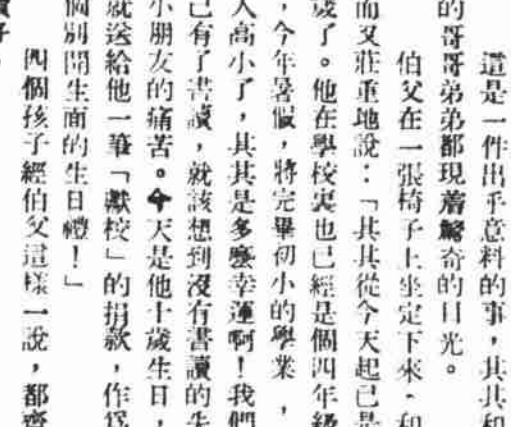 這是一件出乎意料的事，其其和
的哥哥弟弟都現着驚奇的目光。
伯父在一張椅子上坐定下來，和
而又莊重地說：「其其從今天起已是
歲了。他在學校裏也已經是個四年級
，今年暑假，將完畢初小的學業，
人高小了，其其是多麼幸運啊！我們
己有了書讀，就該想到沒有書讀的失
小朋友的痛苦。今天是他十歲生日，
就送給他一筆「獻校」的捐款，作爲
個別開生面的生日禮！」
四個孩子經伯父這樣一說，都齊